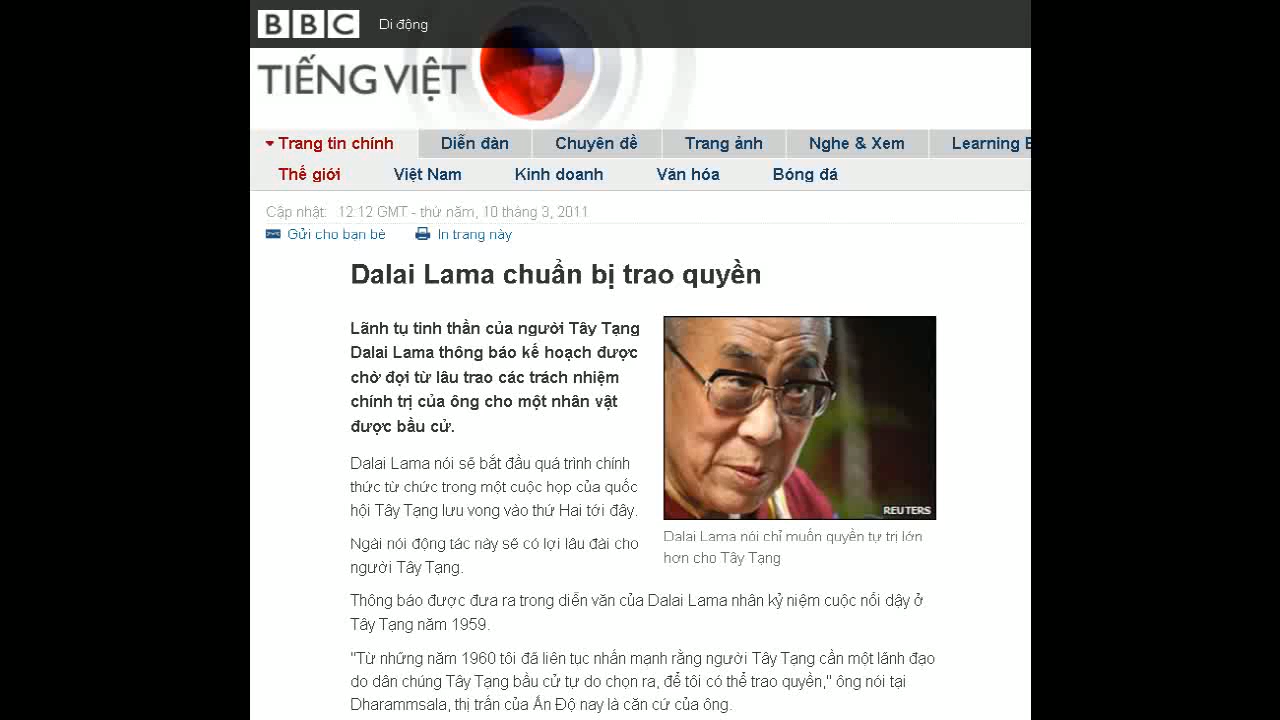 BBC Di động
TIẾNG VIỆT
Trang tin chính Diễn đàn Chuyên đề Trang ảnh Nghe & Xem Learning E
Thế giới Việt Nam Kinh doanh Văn hóa Bóng đá
Cập nhật: 12:12 GMT - thứ năm, 10 tháng 3, 2011
Gửi cho bạn bè In trang này
Dalai Lama chuẩn bị trao quyền
Lãnh tụ tinh thần của người Tây Tạng
Dalai Lama thông báo kế hoạch được
chờ đợi từ lâu trao các trách nhiệm
chính trị của ông cho một nhân vật
được bầu cử.
REUTERS
Dalai Lama nói chỉ muốn quyền tự trị lớn
hơn cho Tây Tạng
Dalai Lama nói sẽ bắt đầu quá trình chính
thức từ chức trong một cuộc họp của quốc
hội Tây Tạng lưu vong vào thứ Hai tới đây.
Ngài nói động tác này sẽ có lợi lâu dài cho
người Tây Tạng.
Thông báo được đưa ra trong diễn văn của Dalai Lama nhân kỷ niệm cuộc nổi dậy ở
Tây Tạng năm 1959.
"Từ những năm 1960 tôi đã liên tục nhấn mạnh rằng người Tây Tạng cần một lãnh đạo
do dân chúng Tây Tạng bầu cử tự do chọn ra, để tôi có thể trao quyền," ông nói tại
Dharammsala, thị trấn của Ấn Độ nay là căn cứ của ông.